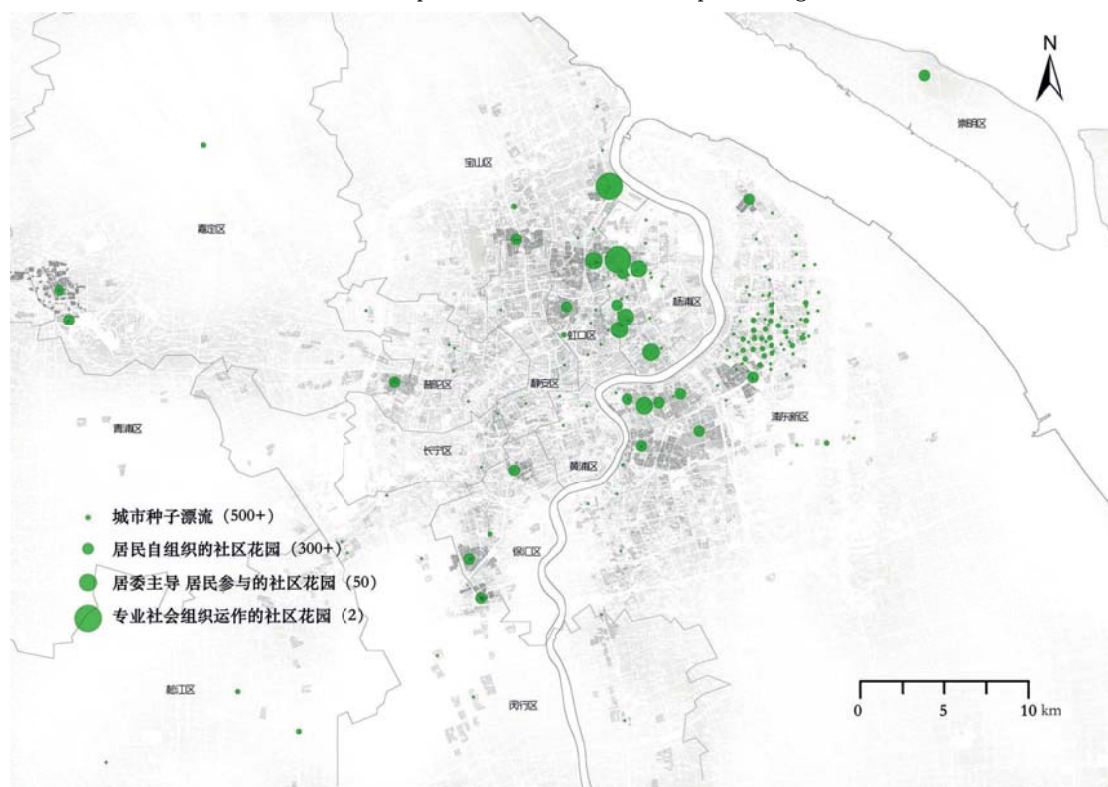 N
崇明区
宝山区
嘉定区
杨浦区
虹口区
普陀区
静安区
浦东新区
青浦区
长宁区
黄浦区
城市种子漂流（500+）
居民自组织的社区花园（300+）
徐汇区
居委主导 居民参与的社区花园（50）
专业社会组织运作的社区花园（2）
松江区
闵行区
0 5 10 km